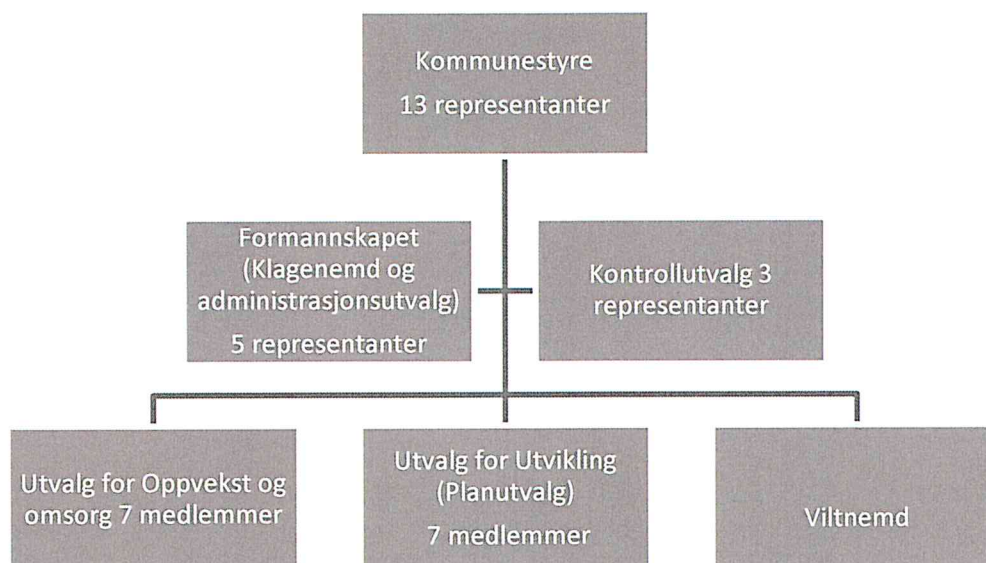 Kommunestyre
13 representanter
Formannskapet
(Klagenemd og
administrasjonsutvalg)
5 representanter
Kontrollutvalg 3
representanter
Utvalg for Oppvekst og
omsorg 7 medlemmer
Utvalg for Utvikling
(Planutvalg)
7 medlemmer
Viltnemd